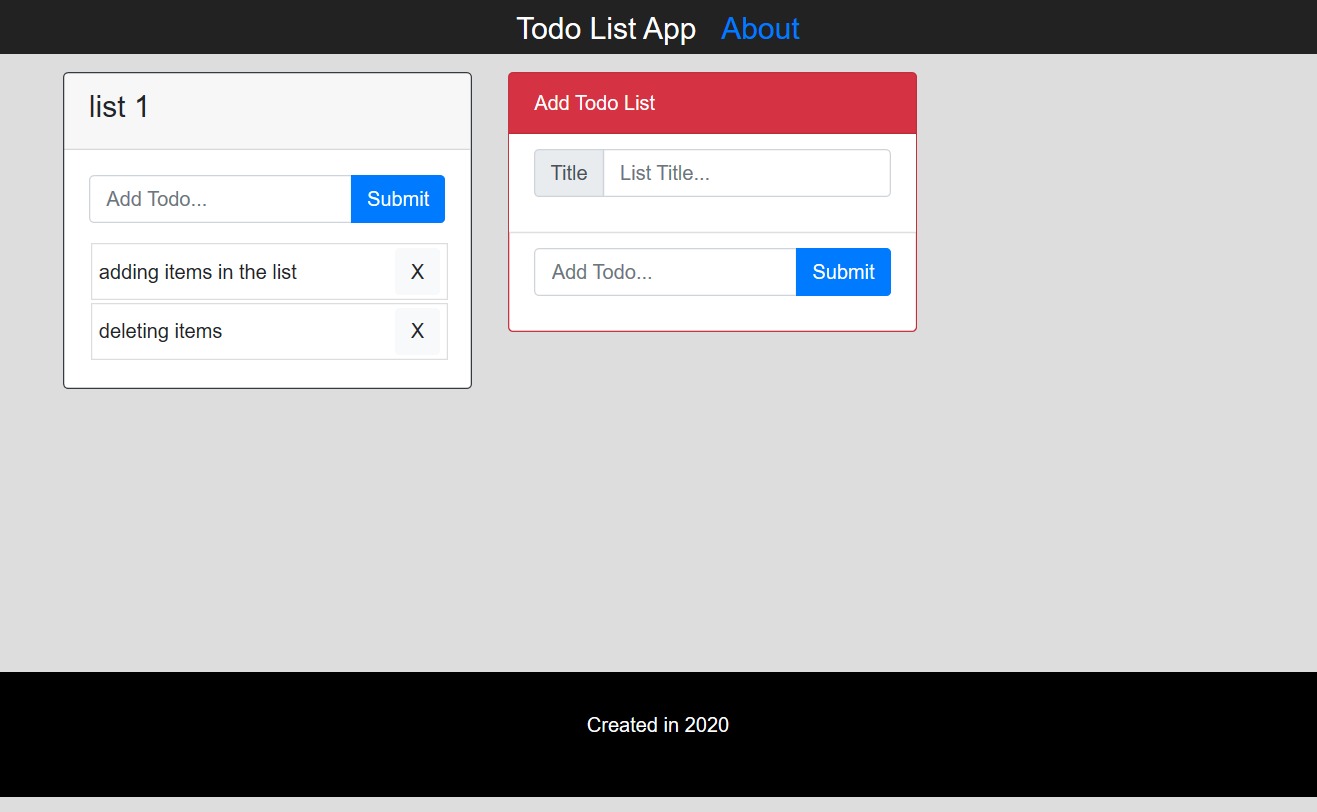 Todo List App About
list 1
Add Todo... Submit
adding items in the list X
deleting items X
Add Todo List
Title List Title...
Add Todo... Submit
Created in 2020